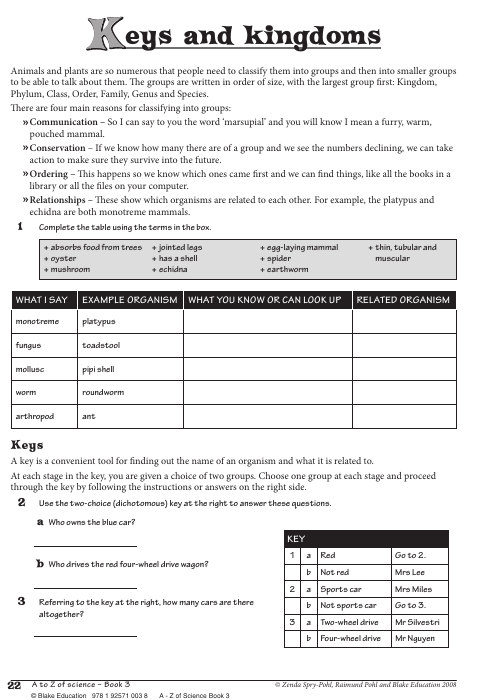 Keys and kingdoms
Animals and plants are so numerous that people need to classify them into groups and then into smaller groups
to be able to talk about them. The groups are written in order of size, with the largest group first: Kingdom,
Phylum, Class, Order, Family, Genus and Species.
There are four main reasons for classifying into groups:
» Communication – So I can say to you the word ‘marsupial’ and you will know I mean a furry, warm,
pouched mammal.
» Conservation – If we know how many there are of a group and we see the numbers declining, we can take
action to make sure they survive into the future.
» Ordering – This happens so we know which ones came first and we can find things, like all the books in a
library or all the files on your computer.
» Relationships – These show which organisms are related to each other. For example, the platypus and
echidna are both monotreme mammals.
1 Complete the table using the terms in the box.
+ absorbs food from trees + jointed legs + egg-laying mammal + thin, tubular and
+ oyster + has a shell + spider muscular
+ mushroom + echidna + earthworm
WHAT I SAY EXAMPLE ORGANISM WHAT YOU KNOW OR CAN LOOK UP RELATED ORGANISM
monotreme platypus
fungus toadstool
mollusc pipi shell
worm roundworm
arthropod ant
Keys
A key is a convenient tool for finding out the name of an organism and what it is related to.
At each stage in the key, you are given a choice of two groups. Choose one group at each stage and proceed
through the key by following the instructions or answers on the right side.
2 Use the two-choice (dichotomous) key at the right to answer these questions.
a Who owns the blue car?
b Who drives the red four-wheel drive wagon?
3 Referring to the key at the right, how many cars are there
altogether?
KEY
1 a Red Go to 2.
b Not red Mrs Lee
2 a Sports car Mrs Miles
b Not sports car Go to 3.
3 a Two-wheel drive Mr Silvestri
b Four-wheel drive Mr Nguyen
22 A to Z of science – Book 3 © Zenda Spry-Pohl, Raimund Pohl and Blake Education 2008
© Blake Education 978 1 92571 003 8 A - Z of Science Book 3